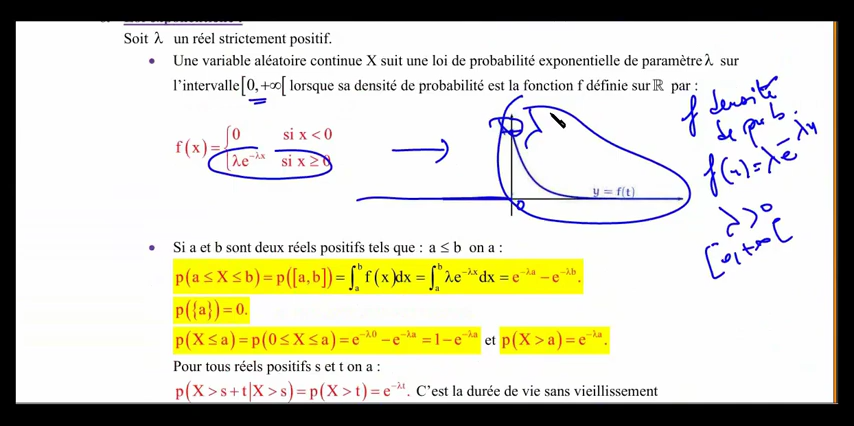 Soit λ un réel strictement positif.
• Une variable aléatoire continue X suit une loi de probabilité exponentielle de paramètre λ sur
l’intervalle [0,+∞[ lorsque sa densité de probabilité est la fonction f définie sur ℝ par :
f(x)={0 si x < 0
λe^{-λx} si x ≥ 0
λ
y = f(t)
0
f densité
de prob.
f(x)=λe^{-λx}
λ>0
[0,+∞[
• Si a et b sont deux réels positifs tels que : a ≤ b on a :
p(a ≤ X ≤ b) = p([a,b]) = ∫_a^b f(x)dx = ∫_a^b λe^{-λx}dx = e^{-λa} − e^{-λb}.
p({a})=0.
p(X ≤ a) = p(0 ≤ X ≤ a) = e^{-λ0} − e^{-λa} = 1 − e^{-λa} et p(X > a) = e^{-λa}.
Pour tous réels positifs s et t on a :
p(X > s + t|X > s) = p(X > t) = e^{-λt}. C’est la durée de vie sans vieillissement